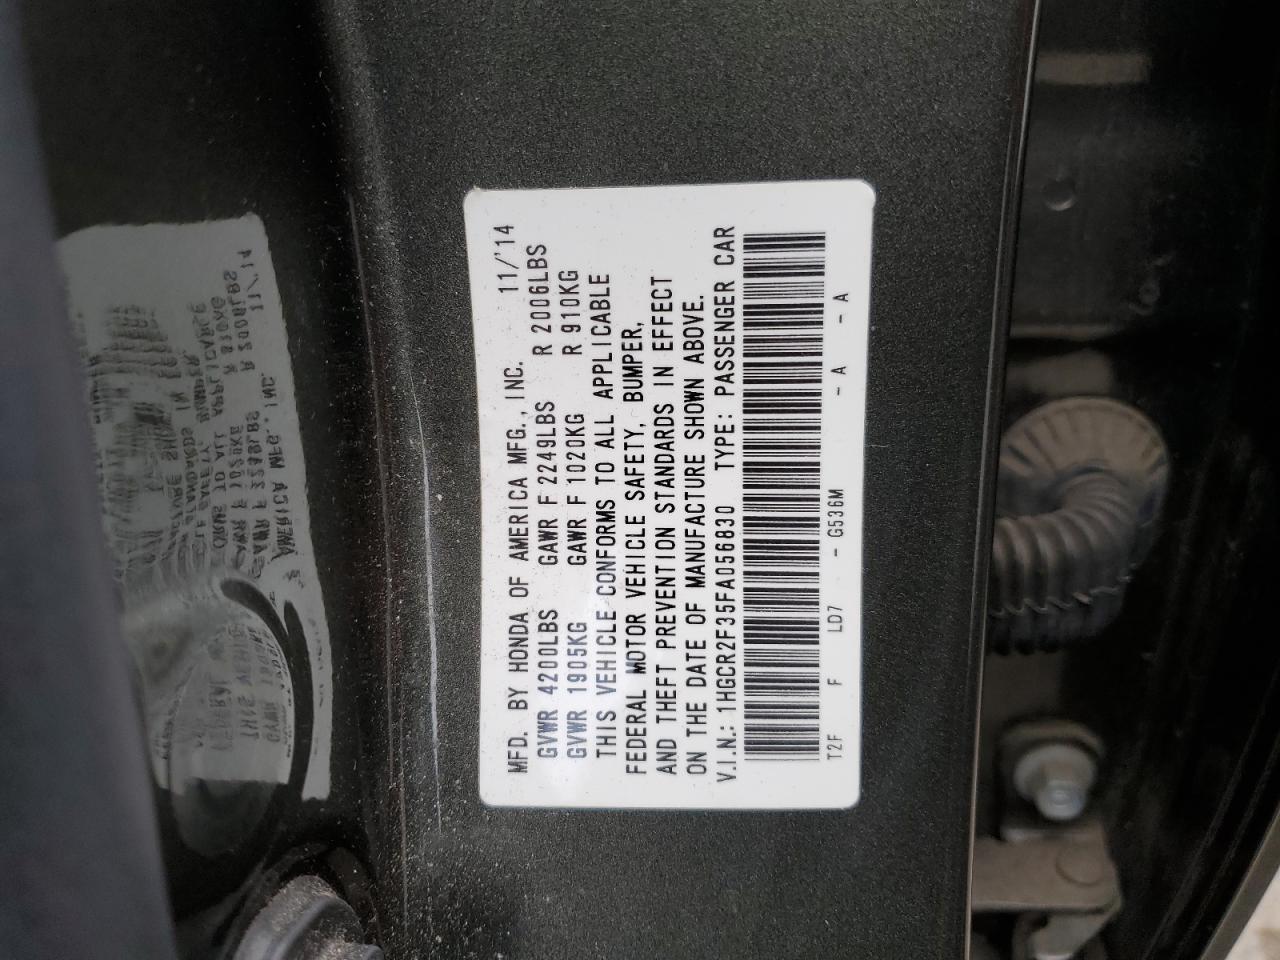 MFD. BY HONDA OF AMERICA MFG., INC. 11/'14
GVWR 4200LBS GAWR F 2249LBS R 2006LBS
GVWR 1905KG GAWR F 1020KG R 910KG
THIS VEHICLE CONFORMS TO ALL APPLICABLE
FEDERAL MOTOR VEHICLE SAFETY, BUMPER,
AND THEFT PREVENTION STANDARDS IN EFFECT
ON THE DATE OF MANUFACTURE SHOWN ABOVE.
V.I.N.: 1HGCR2F35FA056830 TYPE: PASSENGER CAR
T2F F LD7 - G536M - A - A